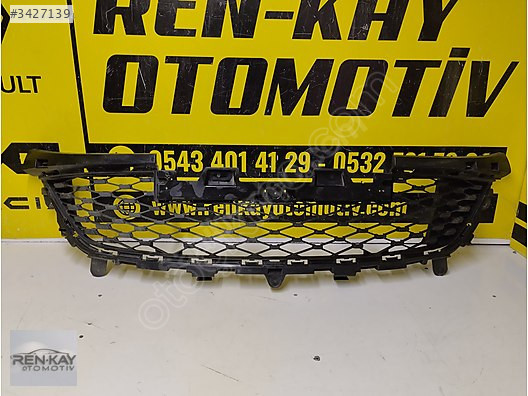 #3427139
REN-KAY
OTOMOTİV
ULT
0543 401 41 29 - 0532
www.renkayotomotiv.com
REN-KAY
OTOMOTİV